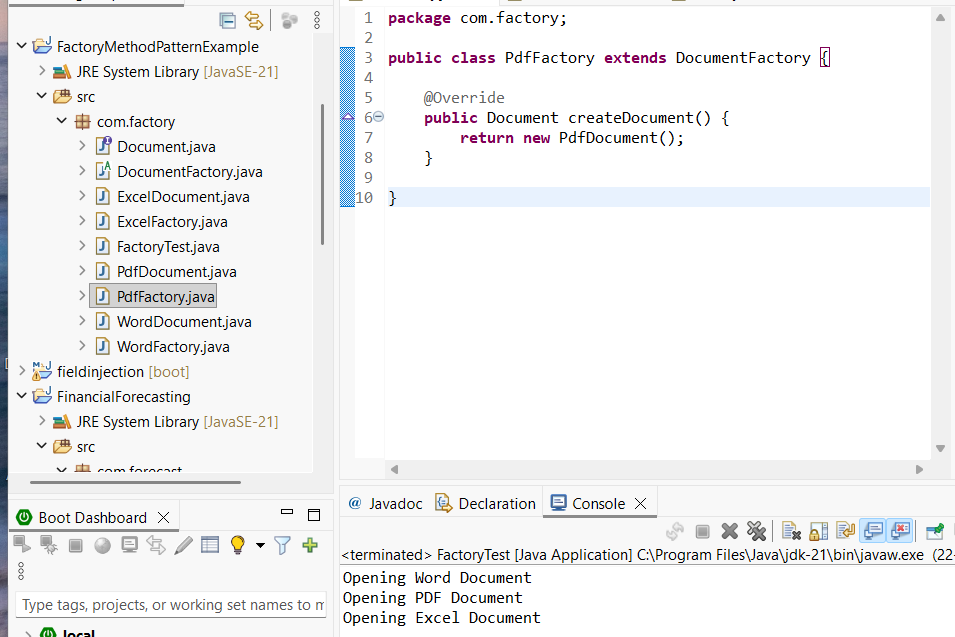 FactoryMethodPatternExample
JRE System Library [JavaSE-21]
src
com.factory
Document.java
DocumentFactory.java
ExcelDocument.java
ExcelFactory.java
FactoryTest.java
PdfDocument.java
PdfFactory.java
WordDocument.java
WordFactory.java
fieldinjection [boot]
FinancialForecasting
JRE System Library [JavaSE-21]
src
com.forecast
1 package com.factory;
2
3 public class PdfFactory extends DocumentFactory {
4
5 @Override
6 public Document createDocument() {
7 return new PdfDocument();
8 }
9
10 }
Boot Dashboard
Type tags, projects, or working set names to m
local
@ Javadoc Declaration Console
<terminated> FactoryTest [Java Application] C:\Program Files\Java\jdk-21\bin\javaw.exe (22-
Opening Word Document
Opening PDF Document
Opening Excel Document